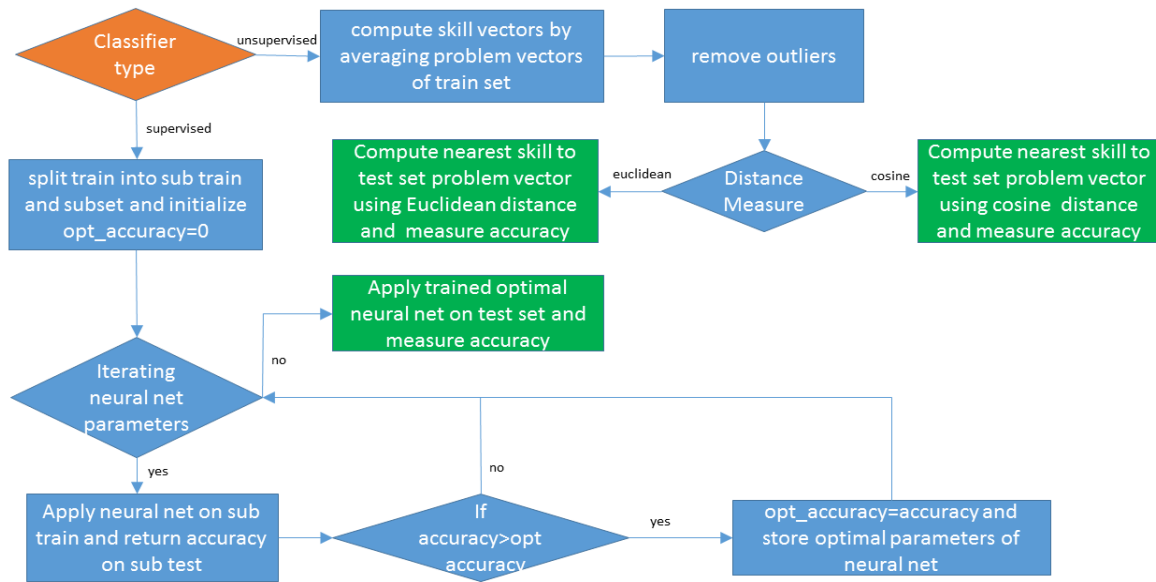 Classifier
type
unsupervised
compute skill vectors by
averaging problem vectors
of train set
remove outliers
supervised
split train into sub train
and subset and initialize
opt_accuracy=0
Compute nearest skill to
test set problem vector
using Euclidean distance
and measure accuracy
euclidean
Distance
Measure
cosine
Compute nearest skill to
test set problem vector
using cosine distance
and measure accuracy
Apply trained optimal
neural net on test set and
measure accuracy
no
Iterating
neural net
parameters
yes
no
Apply neural net on sub
train and return accuracy
on sub test
If
accuracy>opt
accuracy
yes
opt_accuracy=accuracy and
store optimal parameters of
neural net